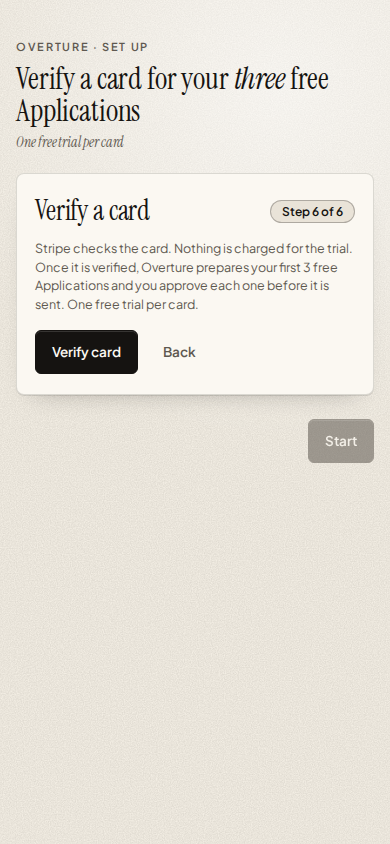 OVERTURE · SET UP
Verify a card for your three free
Applications
One free trial per card
Verify a card
Step 6 of 6
Stripe checks the card. Nothing is charged for the trial.
Once it is verified, Overture prepares your first 3 free
Applications and you approve each one before it is
sent. One free trial per card.
Verify card
Back
Start